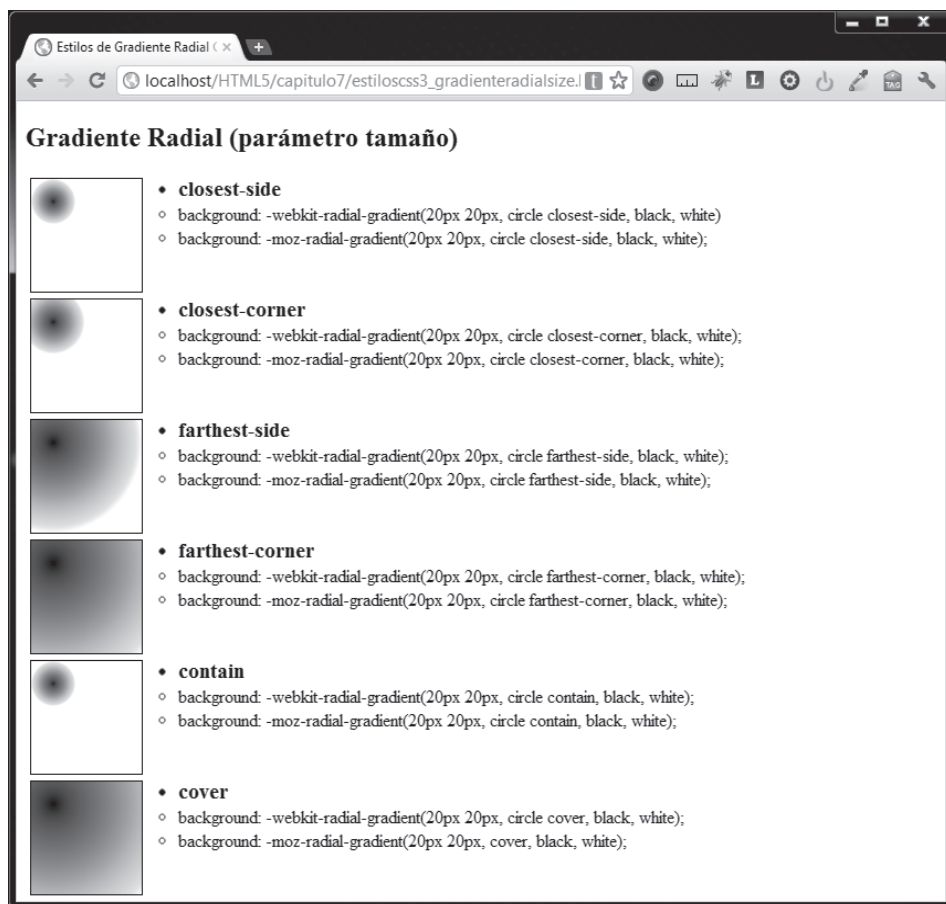 Estilos de Gradiente Radial (
localhost/HTML5/capitulo7/estiloscss3_gradienteradialsize.
L
TAG
Gradiente Radial (parámetro tamaño)
• closest-side
○ background: -webkit-radial-gradient(20px 20px, circle closest-side, black, white)
○ background: -moz-radial-gradient(20px 20px, circle closest-side, black, white);
• closest-corner
○ background: -webkit-radial-gradient(20px 20px, circle closest-corner, black, white);
○ background: -moz-radial-gradient(20px 20px, circle closest-corner, black, white);
• farthest-side
○ background: -webkit-radial-gradient(20px 20px, circle farthest-side, black, white);
○ background: -moz-radial-gradient(20px 20px, circle farthest-side, black, white);
• farthest-corner
○ background: -webkit-radial-gradient(20px 20px, circle farthest-corner, black, white);
○ background: -moz-radial-gradient(20px 20px, circle farthest-corner, black, white);
• contain
○ background: -webkit-radial-gradient(20px 20px, circle contain, black, white);
○ background: -moz-radial-gradient(20px 20px, circle contain, black, white);
• cover
○ background: -webkit-radial-gradient(20px 20px, circle cover, black, white);
○ background: -moz-radial-gradient(20px 20px, cover, black, white);